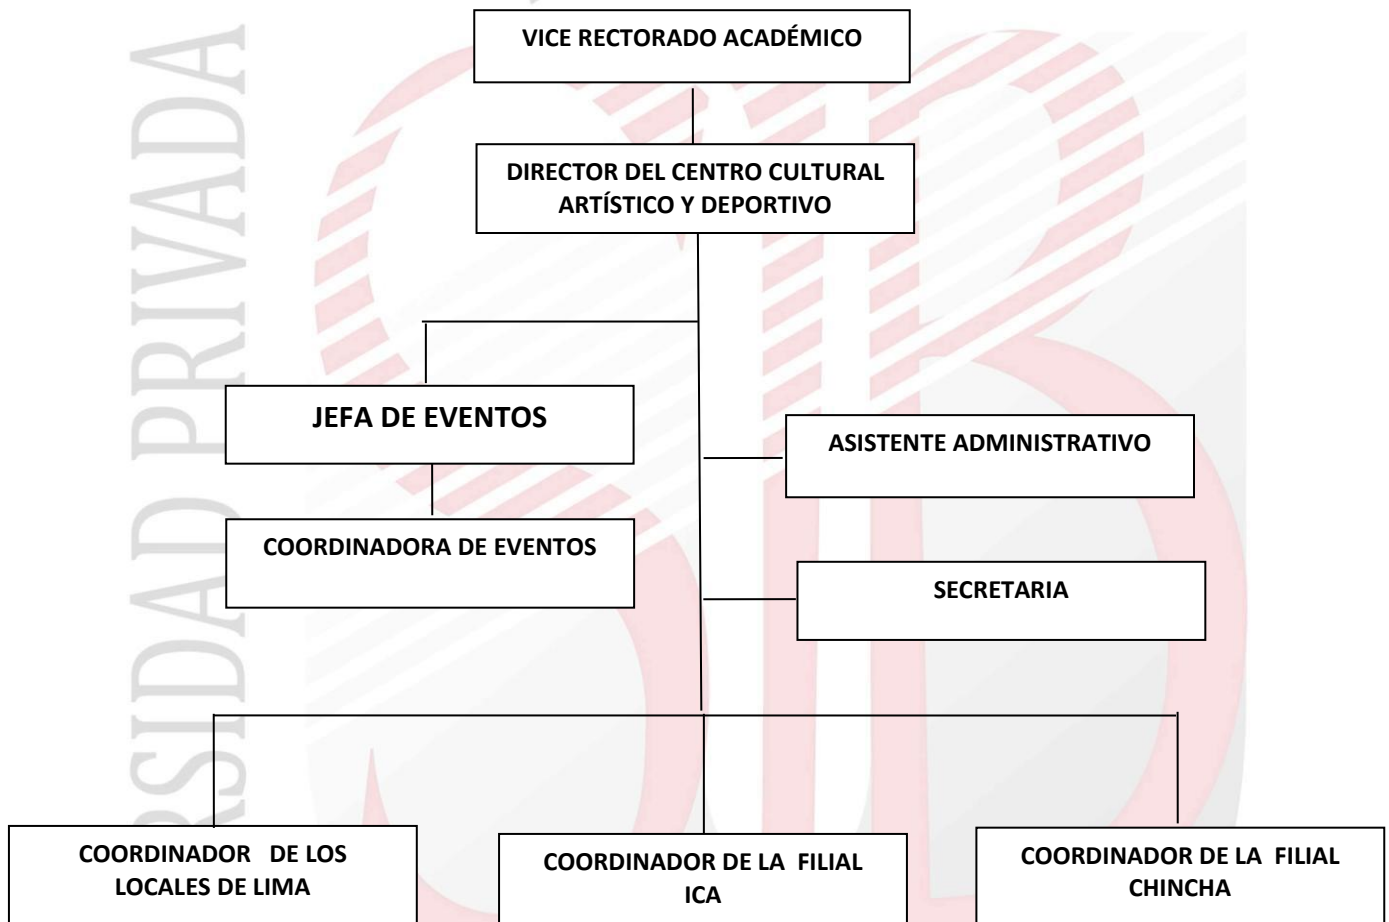 VICE RECTORADO ACADÉMICO
DIRECTOR DEL CENTRO CULTURAL
ARTÍSTICO Y DEPORTIVO
JEFA DE EVENTOS
ASISTENTE ADMINISTRATIVO
COORDINADORA DE EVENTOS
SECRETARIA
COORDINADOR DE LOS
LOCALES DE LIMA
COORDINADOR DE LA FILIAL
ICA
COORDINADOR DE LA FILIAL
CHINCHA
RSIDAD PRIVADA